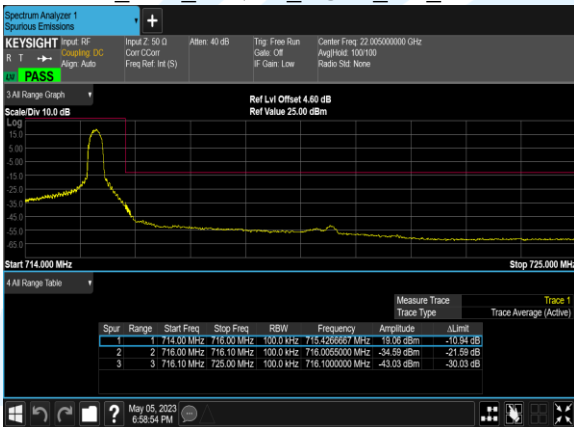 Spectrum Analyzer 1
Spurious Emissions
+
KEYSIGHT Input: RF Input Z: 50 Ω Atten: 40 dB Trig: Free Run Center Freq: 22.005000000 GHz
R T Coupling: DC Corr CCorr Gate: Off Avg|Hold: 100/100
Align: Auto Freq Ref: Int (S) IF Gain: Low Radio Std: None
PASS
3 All Range Graph
Ref Lvl Offset 4.60 dB
Scale/Div 10.0 dB Ref Value 25.00 dBm
Log
15.0
5.00
-5.00
-15.0
-25.0
-35.0
-45.0
-55.0
-65.0
Start 714.000 MHz Stop 725.000 MHz
4 All Range Table
Measure Trace Trace 1
Trace Type Trace Average (Active)
Spur Range Start Freq Stop Freq RBW Frequency Amplitude ΔLimit
1 1 714.00 MHz 716.00 MHz 100.0 kHz 715.4266667 MHz 19.06 dBm -10.94 dB
2 2 716.00 MHz 716.10 MHz 100.0 kHz 716.0055000 MHz -34.59 dBm -21.59 dB
3 3 716.10 MHz 725.00 MHz 100.0 kHz 716.1000000 MHz -43.03 dBm -30.03 dB
? May 05, 2023
6:58:54 PM